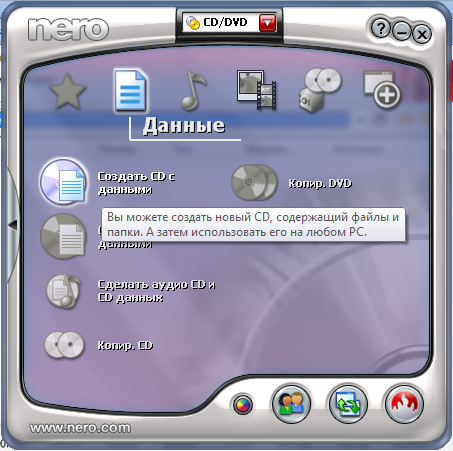 nero
CD/DVD
Данные
Создать CD с
данными
Копир. DVD
Вы можете создать новый CD, содержащий файлы и
папки. А затем использовать его на любом PC.
данными
Сделать аудио CD и
CD данных
Копир. CD
www.nero.com